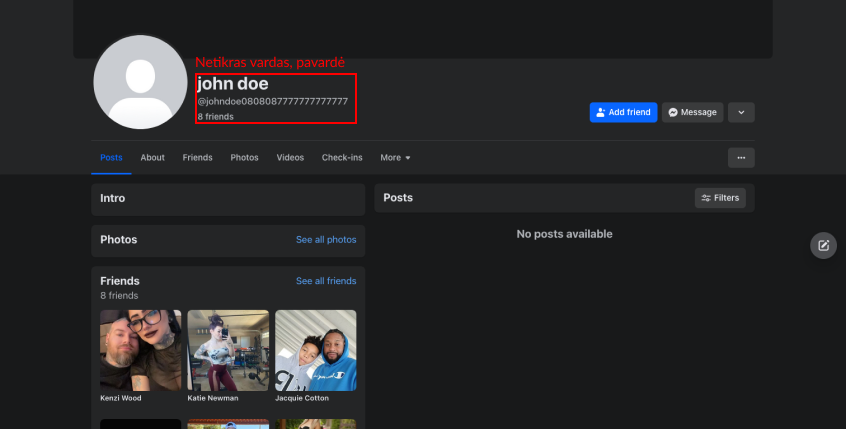 Netikras vardas, pavardė
john doe
@johndoe0808087777777777777
8 friends
Add friend
Message
Posts
About
Friends
Photos
Videos
Check-ins
More
Intro
Posts
Filters
Photos
See all photos
No posts available
Friends
See all friends
8 friends
Kenzi Wood
Katie Newman
Jacquie Cotton